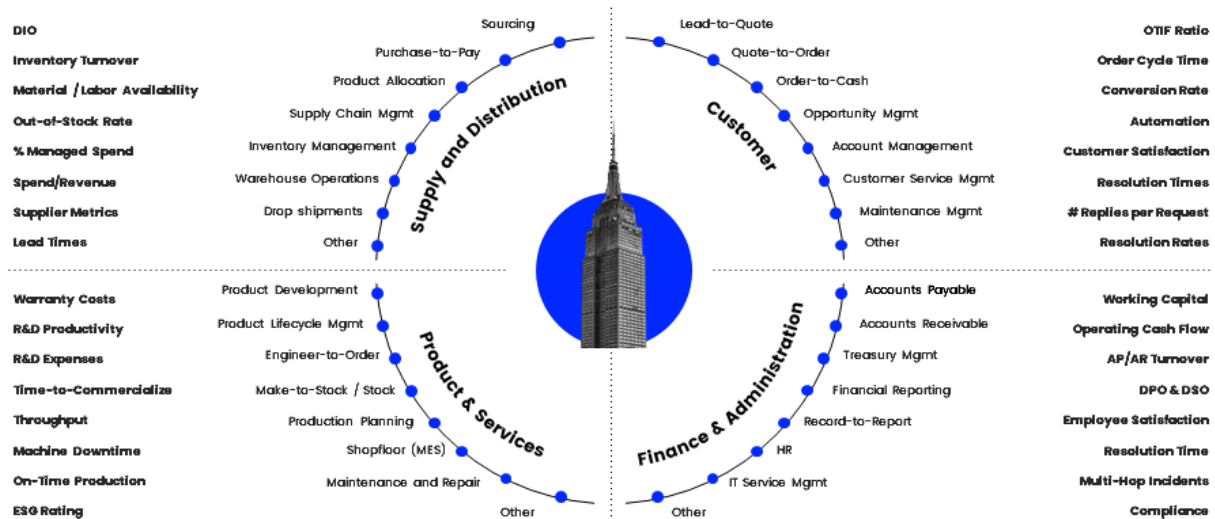 DIO
Inventory Turnover
Material / Labor Availability
Out-of-Stock Rate
% Managed Spend
Spend/Revenue
Supplier Metrics
Lead Times
Sourcing
Purchase-to-Pay
Product Allocation
Supply Chain Mgmt
Inventory Management
Warehouse Operations
Drop shipments
Other
Supply and Distribution
Lead-to-Quote
Quote-to-Order
Order-to-Cash
Opportunity Mgmt
Account Management
Customer Service Mgmt
Maintenance Mgmt
Other
Customer
OTIF Ratio
Order Cycle Time
Conversion Rate
Automation
Customer Satisfaction
Resolution Times
# Replies per Request
Resolution Rates
Warranty Costs
R&D Productivity
R&D Expenses
Time-to-Commercialize
Throughput
Machine Downtime
On-Time Production
ESG Rating
Product Development
Product Lifecycle Mgmt
Engineer-to-Order
Make-to-Stock / Stock
Production Planning
Shopfloor (MES)
Maintenance and Repair
Other
Product & Services
Accounts Payable
Accounts Receivable
Treasury Mgmt
Financial Reporting
Record-to-Report
HR
IT Service Mgmt
Other
Finance & Administration
Working Capital
Operating Cash Flow
AP/AR Turnover
DPO & DSO
Employee Satisfaction
Resolution Time
Multi-Hop Incidents
Compliance